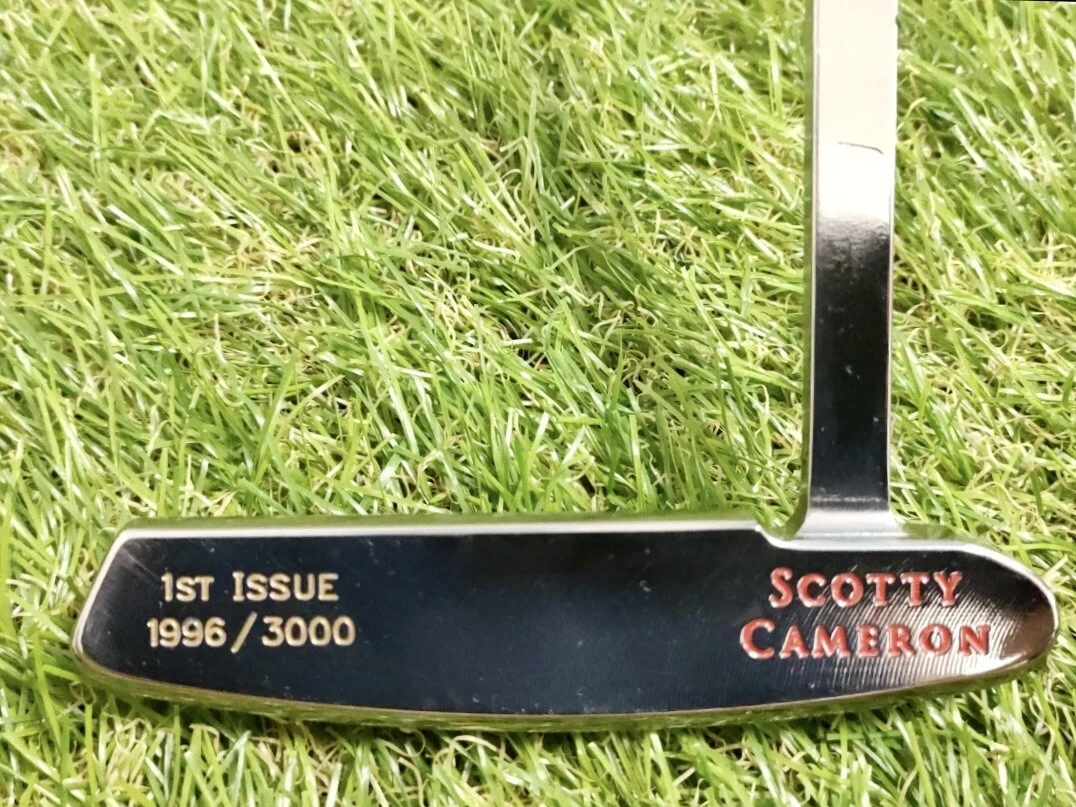 1ST ISSUE
1996/3000
SCOTTY
CAMERON